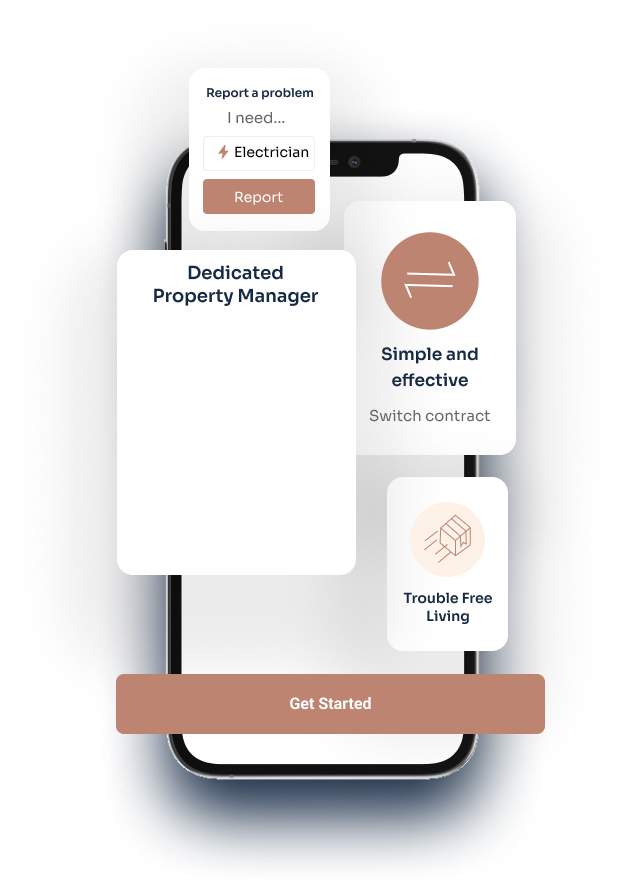 Report a problem
I need...
Electrician
Report
Dedicated
Property Manager
Simple and
effective
Switch contract
Trouble Free
Living
Get Started